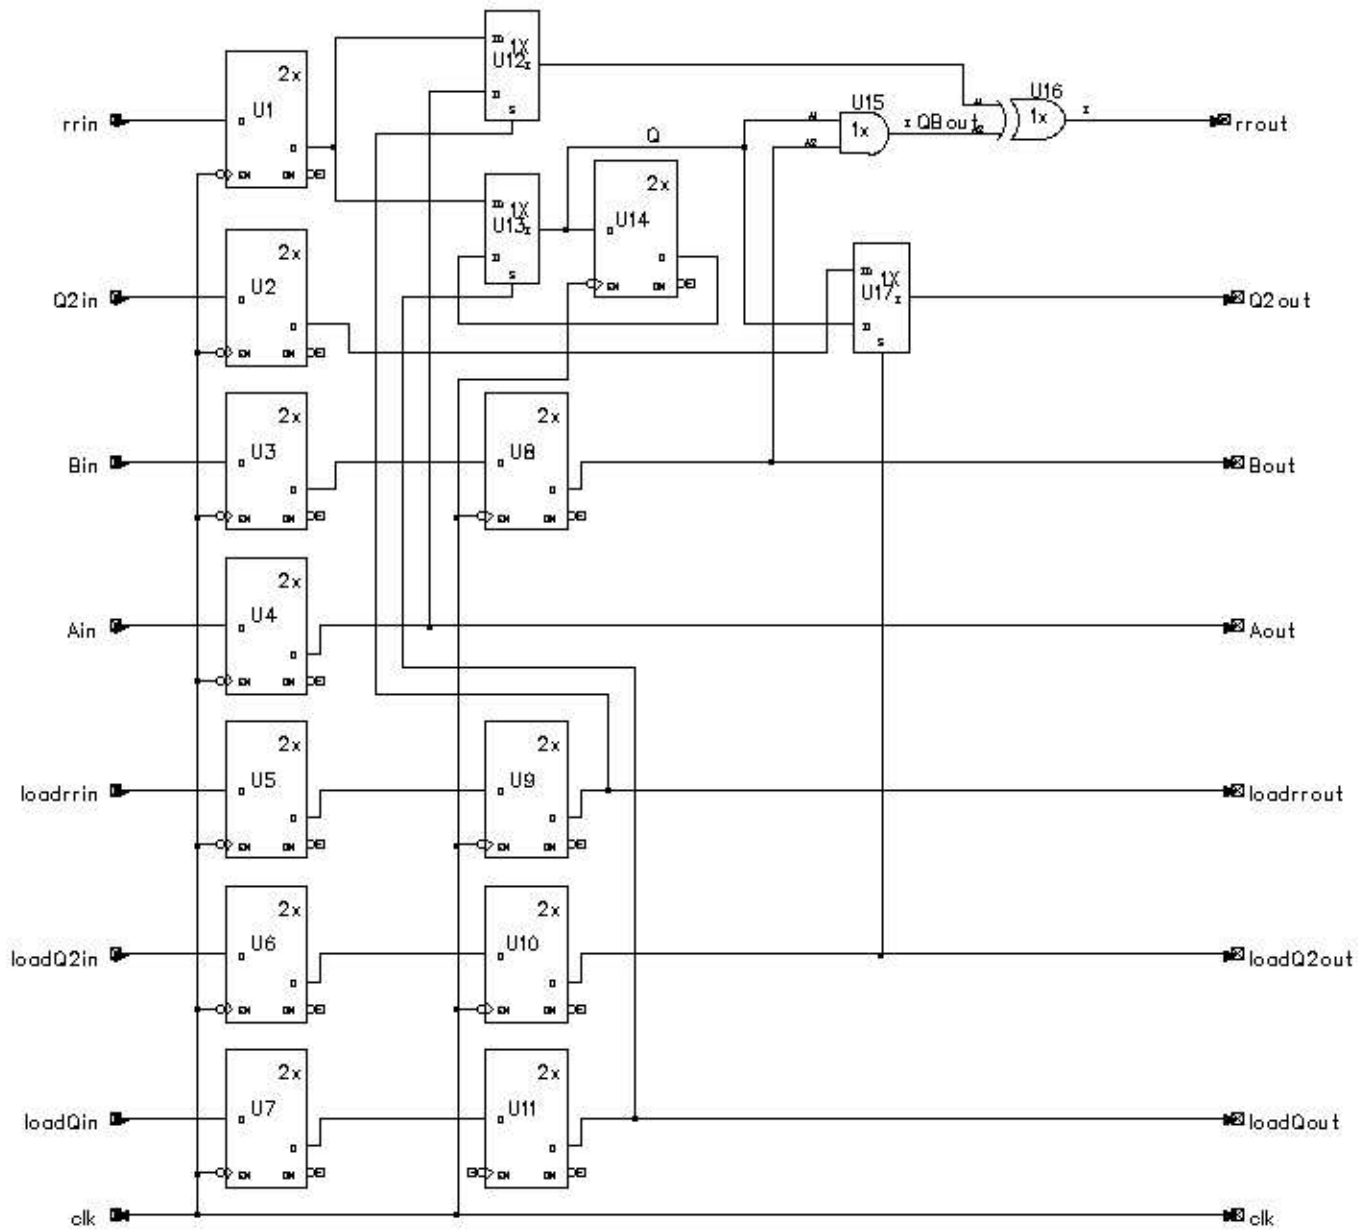 1X
U12
2x
U1
U15
U16
rrin
1x
QBout
1x
rrout
Q
2x
1X
U13
U14
2x
Q2in
U2
1X
U17
Q2out
2x
2x
Bin
U3
U8
Bout
2x
Ain
U4
Aout
2x
2x
loadrrin
U5
U9
loadrrout
2x
2x
loadQ2in
U6
U10
loadQ2out
2x
2x
loadQin
U7
U11
loadQout
clk
clk